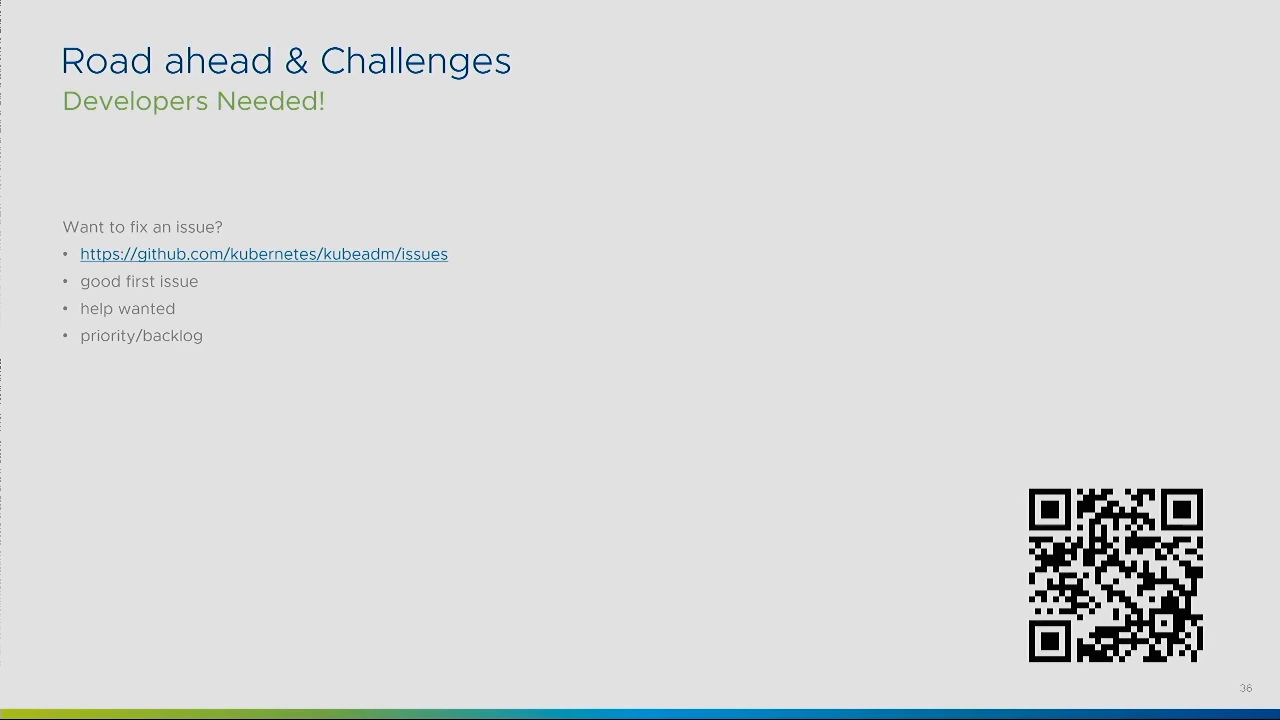 Road ahead & Challenges
Developers Needed!
Want to fix an issue?
• https://github.com/kubernetes/kubeadm/issues
• good first issue
• help wanted
• priority/backlog
36